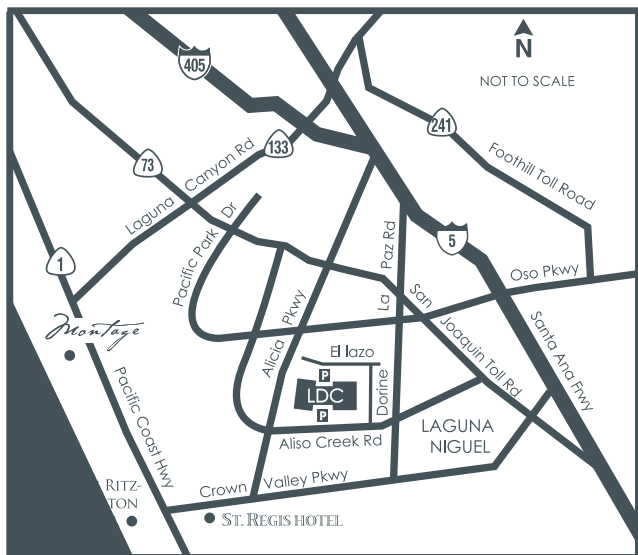 405
N
NOT TO SCALE
241
133
73
Laguna Canyon Rd
Foothill Toll Road
Pacific Park Dr
La Paz Rd
5
1
Oso Pkwy
Montage
Alicia Pkwy
San Joaquin Toll Rd
Santa Ana Frwy
El lazo
P
LDC
P
Dorine
Pacific Coast Hwy
Aliso Creek Rd
LAGUNA
NIGUEL
RITZ-
TON
Crown Valley Pkwy
ST. REGIS HOTEL